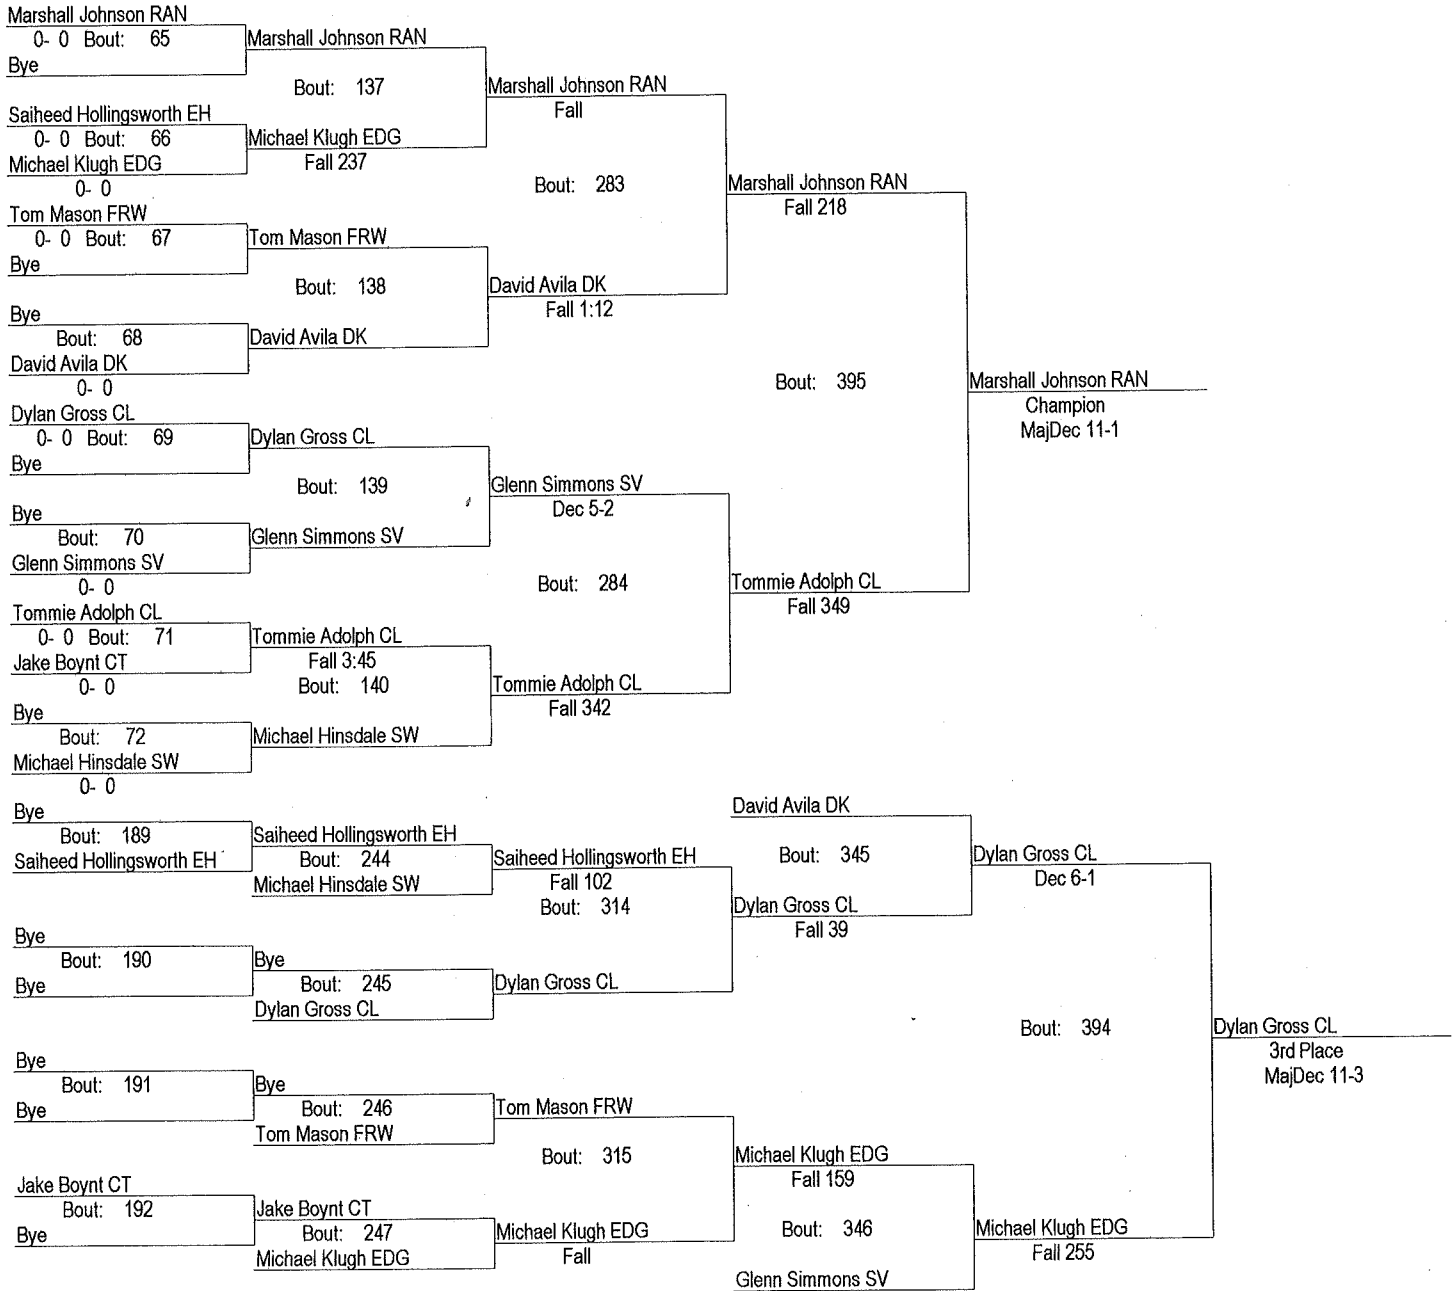 Marshall Johnson RAN
0- 0 Bout: 65
Bye
Marshall Johnson RAN
Bout: 137
Saiheed Hollingsworth EH
0- 0 Bout: 66
Michael Klugh EDG
0- 0
Michael Klugh EDG
Fall 237
Marshall Johnson RAN
Fall
Bout: 283
Tom Mason FRW
0- 0 Bout: 67
Bye
Tom Mason FRW
Bout: 138
Bye
Bout: 68
David Avila DK
0- 0
David Avila DK
David Avila DK
Fall 1:12
Marshall Johnson RAN
Fall 218
Bout: 395
Marshall Johnson RAN
Champion
MajDec 11-1
Dylan Gross CL
0- 0 Bout: 69
Bye
Dylan Gross CL
Bout: 139
Bye
Bout: 70
Glenn Simmons SV
0- 0
Glenn Simmons SV
Glenn Simmons SV
Dec 5-2
Bout: 284
Tommie Adolph CL
0- 0 Bout: 71
Jake Boynt CT
0- 0
Tommie Adolph CL
Fall 3:45
Bout: 140
Bye
Bout: 72
Michael Hinsdale SW
0- 0
Michael Hinsdale SW
Tommie Adolph CL
Fall 342
Tommie Adolph CL
Fall 349
Bye
Bout: 189
Saiheed Hollingsworth EH
Saiheed Hollingsworth EH
Bout: 244
Michael Hinsdale SW
Saiheed Hollingsworth EH
Fall 102
Bout: 314
Bye
Bout: 190
Bye
Bye
Bout: 245
Dylan Gross CL
Dylan Gross CL
David Avila DK
Bout: 345
Dylan Gross CL
Fall 39
Dylan Gross CL
Dec 6-1
Bout: 394
Dylan Gross CL
3rd Place
MajDec 11-3
Bye
Bout: 191
Bye
Bye
Bout: 246
Tom Mason FRW
Tom Mason FRW
Bout: 315
Jake Boynt CT
Bout: 192
Bye
Jake Boynt CT
Bout: 247
Michael Klugh EDG
Michael Klugh EDG
Fall
Michael Klugh EDG
Fall 159
Bout: 346
Glenn Simmons SV
Michael Klugh EDG
Fall 255